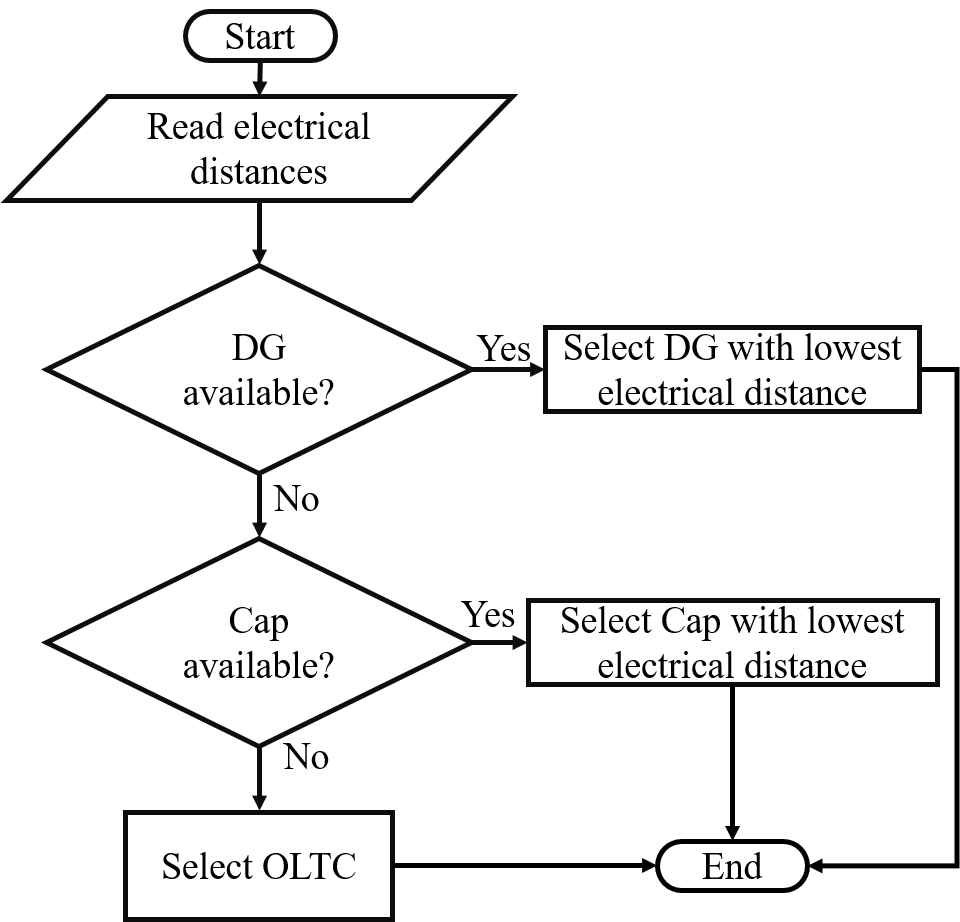 Start
Read electrical
distances
DG
available?
Yes
Select DG with lowest
electrical distance
No
Cap
available?
Yes
Select Cap with lowest
electrical distance
No
Select OLTC
End